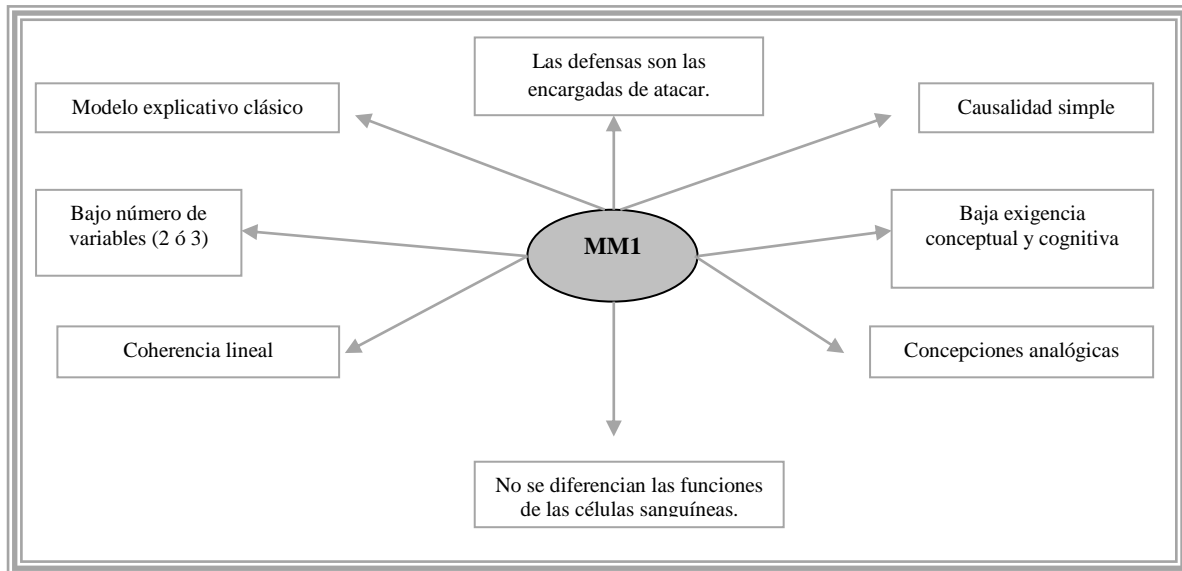 Las defensas son las
encargadas de atacar.
Modelo explicativo clásico
Causalidad simple
Bajo número de
variables (2 ó 3)
MM1
Baja exigencia
conceptual y cognitiva
Coherencia lineal
Concepciones analógicas
No se diferencian las funciones
de las células sanguíneas.